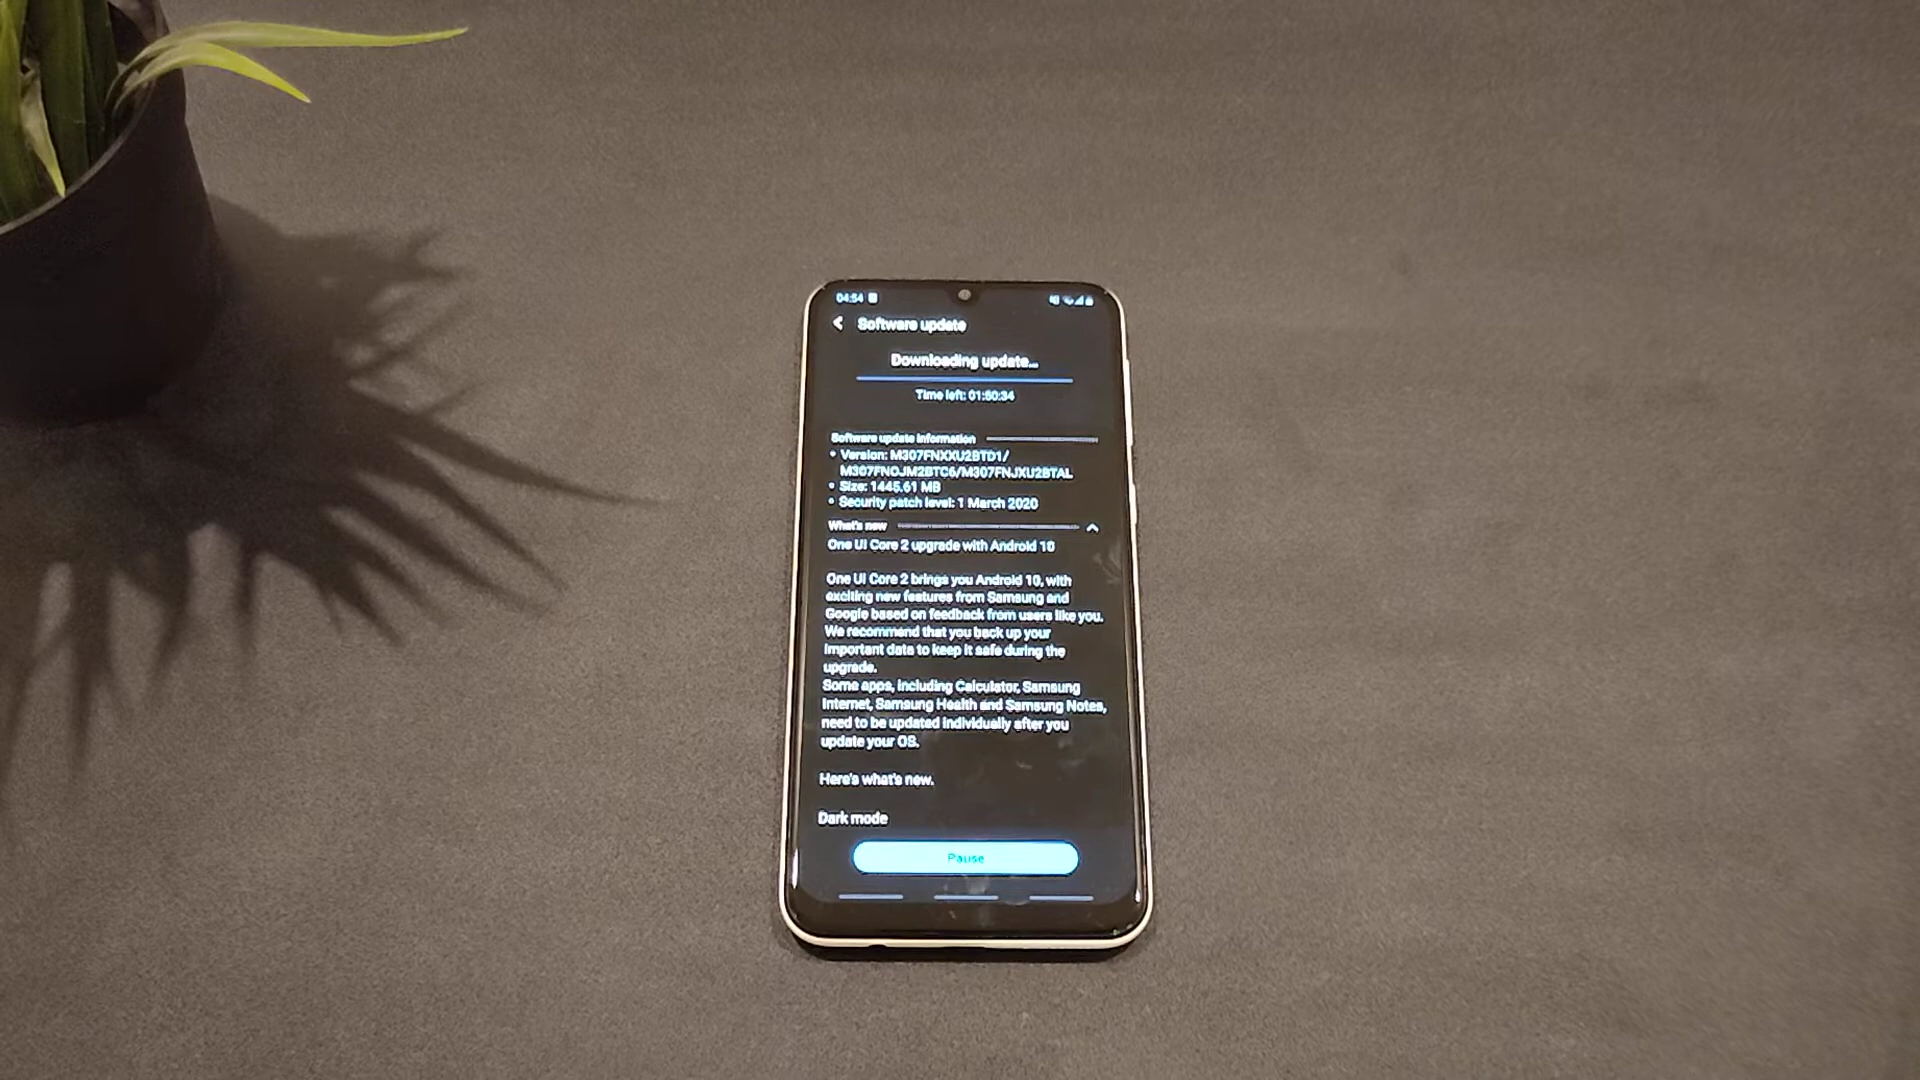 04:54
Software update
Downloading update...
Time left: 01:50:34
Software update information
• Version: M307FNXXU2BTD1/
M307FNOJM2BTC6/M307FNJXU2BTAL
• Size: 1445.61 MB
• Security patch level: 1 March 2020
What's new
One UI Core 2 upgrade with Android 10
One UI Core 2 brings you Android 10, with
exciting new features from Samsung and
Google based on feedback from users like you.
We recommend that you back up your
important data to keep it safe during the
upgrade.
Some apps, including Calculator, Samsung
Internet, Samsung Health and Samsung Notes,
need to be updated individually after you
update your OS.
Here's what's new.
Dark mode
Pause